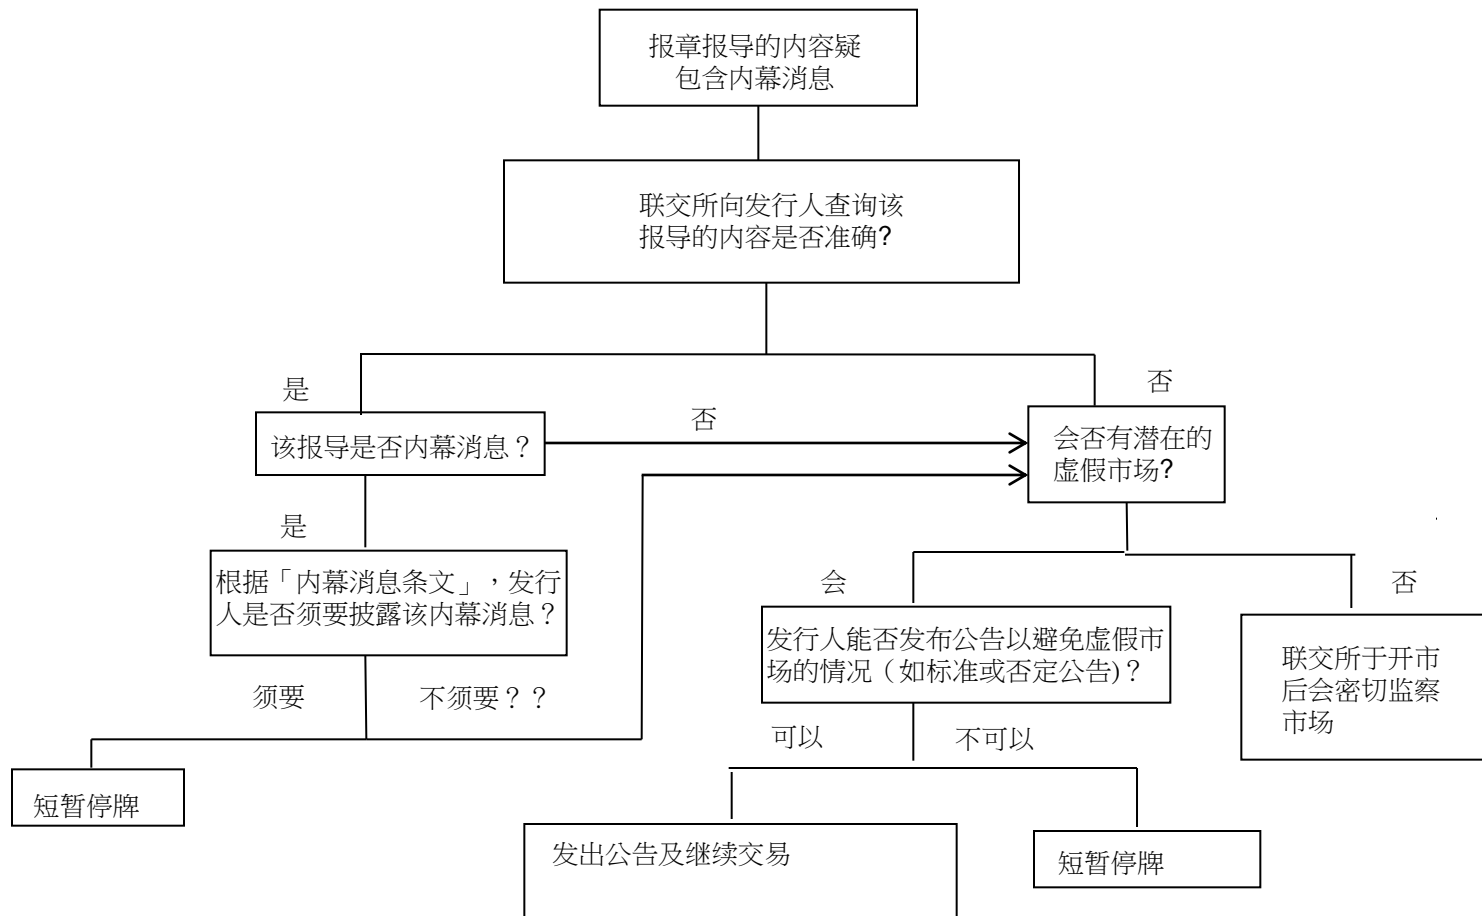 报章报导的内容疑
包含内幕消息
联交所向发行人查询该
报导的内容是否准确?
是
否
否
该报导是否内幕消息？
会否有潜在的
虚假市场?
是
根据「内幕消息条文」，发行
人是否须要披露该内幕消息？
会
否
发行人能否发布公告以避免虚假市
场的情况（如标准或否定公告)？
联交所于开市
后会密切监察
市场
须要
不须要？？
可以
不可以
短暂停牌
发出公告及继续交易
短暂停牌